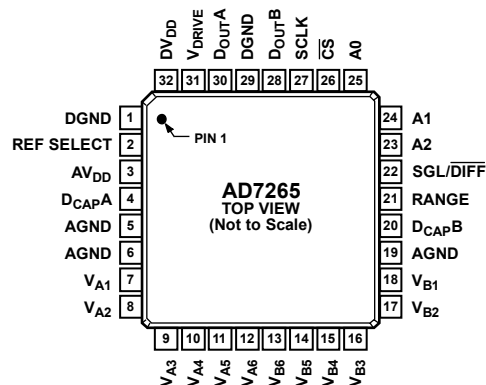 DVDD
VDRIVE
DOUTA
DGND
DOUTB
SCLK
CS
A0
32 31 30 29 28 27 26 25
DGND 1
REF SELECT 2
AVDD 3
DCAPA 4
AGND 5
AGND 6
VA1 7
VA2 8
PIN 1
AD7265
TOP VIEW
(Not to Scale)
24 A1
23 A2
22 SGL/DIFF
21 RANGE
20 DCAPB
19 AGND
18 VB1
17 VB2
9 10 11 12 13 14 15 16
VA3
VA4
VA5
VA6
VB6
VB5
VB4
VB3